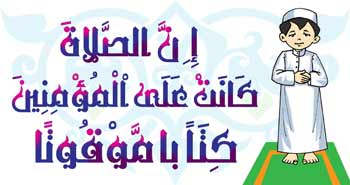 إِنَّ الصَّلَاةَ
كَانَتْ عَلَى الْمُؤْمِنِينَ
كِتَابًا مَّوْقُوتًا